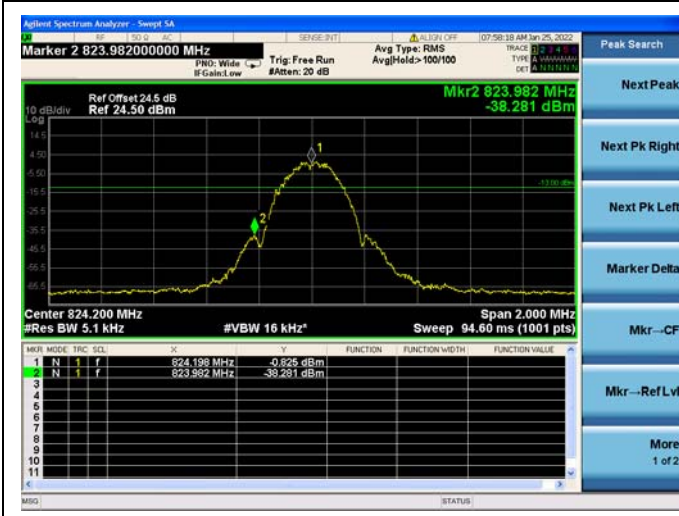 Agilent Spectrum Analyzer - Swept SA
RF 50 Ω AC SENSE:INT ALIGN OFF 07:58:18 AM Jan 25, 2022
Marker 2 823.982000000 MHz
PNO: Wide
IFGain:Low
Trig: Free Run
#Atten: 20 dB
Avg Type: RMS
Avg|Hold:>100/100
TRACE 1 2 3 4 5 6
TYPE A WWWWW
DET A N N N N N
Ref Offset 24.5 dB
10 dB/div Ref 24.50 dBm
Log
Mkr2 823.982 MHz
-38.281 dBm
14.5
4.50
-5.50
-15.5
-25.5
-35.5
-45.5
-55.5
-65.5
1
2
-13.00 dBm
Center 824.200 MHz Span 2.000 MHz
#Res BW 5.1 kHz #VBW 16 kHz* Sweep 94.60 ms (1001 pts)
MKR MODE TRC SCL X Y FUNCTION FUNCTION WIDTH FUNCTION VALUE
1 N 1 f 824.198 MHz -0.825 dBm
2 N 1 f 823.982 MHz -38.281 dBm
3
4
5
6
7
8
9
10
11
MSG STATUS
Peak Search
Next Peak
Next Pk Right
Next Pk Left
Marker Delta
Mkr→CF
Mkr→Ref Lvl
More
1 of 2